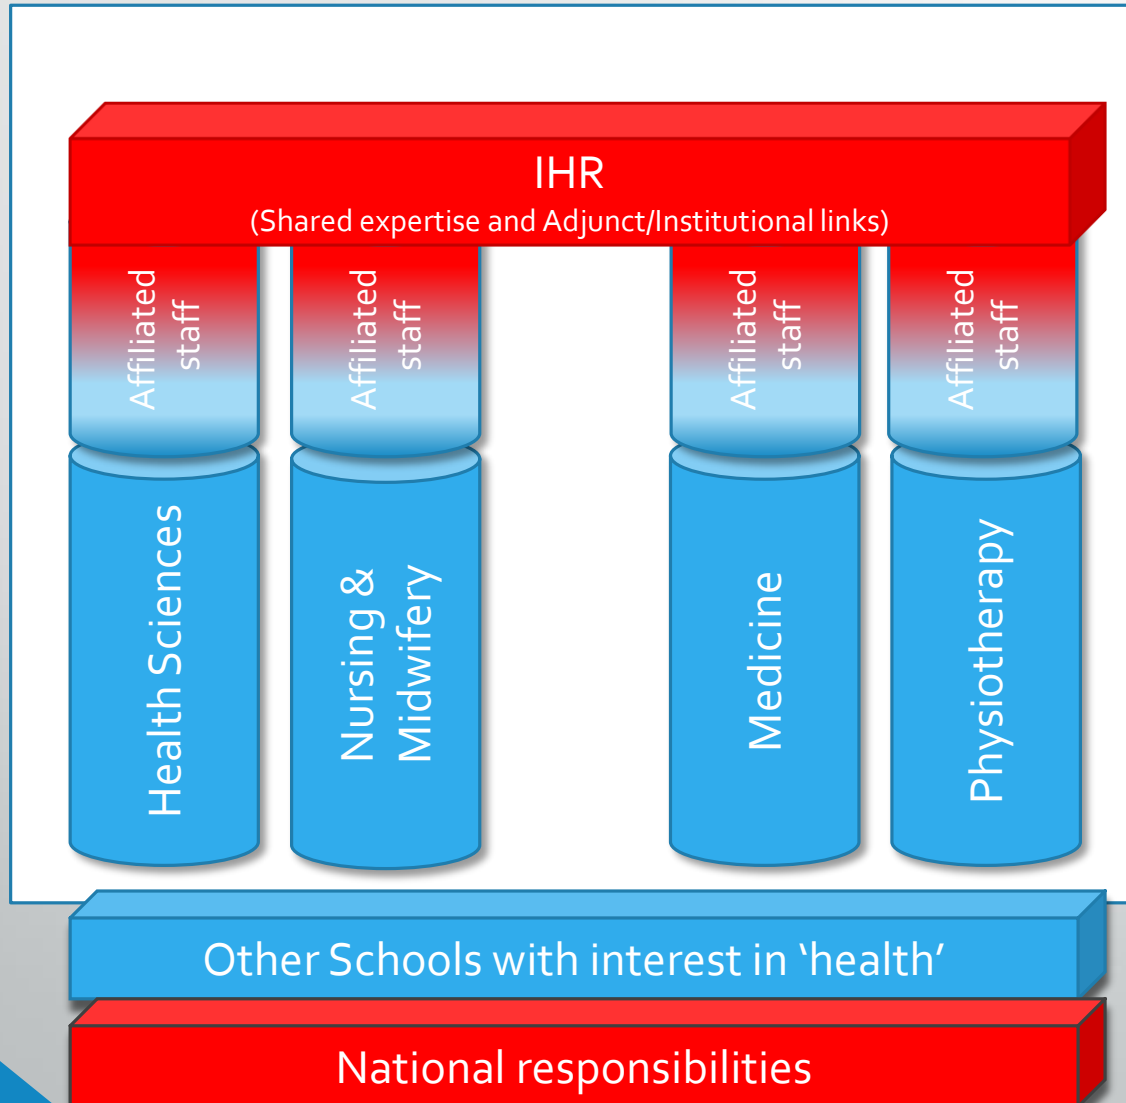 IHR
(Shared expertise and Adjunct/Institutional links)
Affiliated
staff
Affiliated
staff
Affiliated
staff
Affiliated
staff
Health Sciences
Nursing &
Midwifery
Medicine
Physiotherapy
Other Schools with interest in ‘health’
National responsibilities